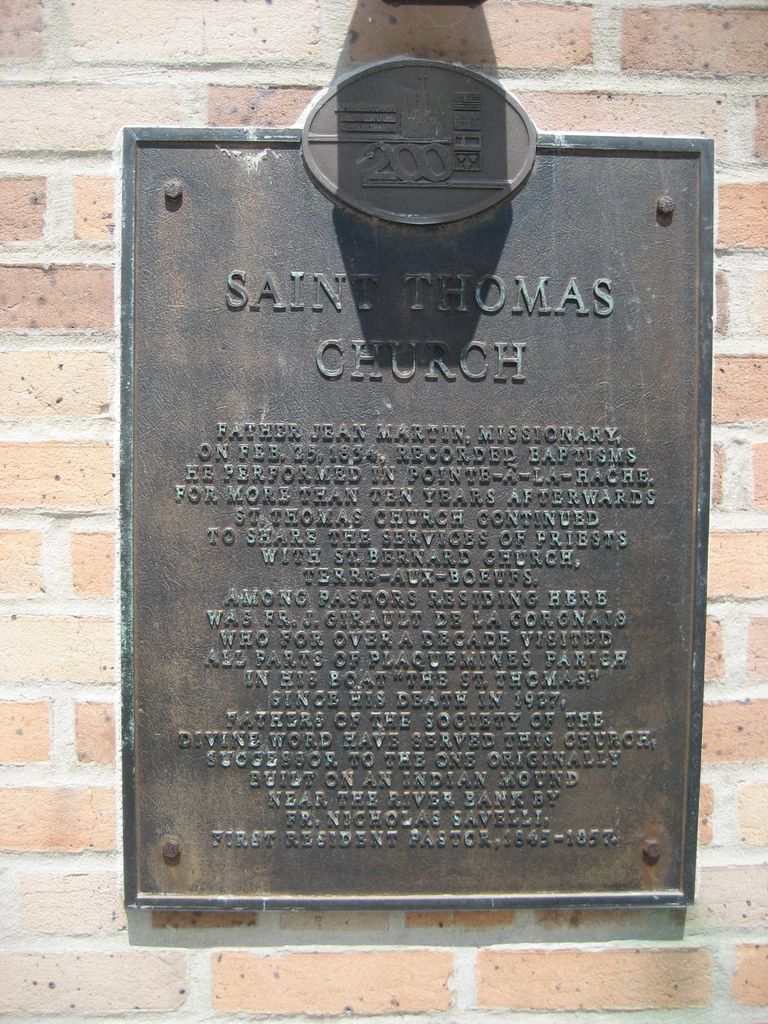 200
SAINT THOMAS
CHURCH
FATHER JEAN MARTIN, MISSIONARY,
ON FEB. 25, 1834, RECORDED BAPTISMS
HE PERFORMED IN POINTE-À-LA-HACHE.
FOR MORE THAN TEN YEARS AFTERWARDS
ST. THOMAS CHURCH CONTINUED
TO SHARE THE SERVICES OF PRIESTS
WITH ST. BERNARD CHURCH,
TERRE-AUX-BOEUFS.
AMONG PASTORS RESIDING HERE
WAS FR. J. GIRAULT DE LA CORGNAIS
WHO FOR OVER A DECADE VISITED
ALL PARTS OF PLAQUEMINES PARISH
IN HIS BOAT "THE ST. THOMAS."
SINCE HIS DEATH IN 1927,
FATHERS OF THE SOCIETY OF THE
DIVINE WORD HAVE SERVED THIS CHURCH,
SUCCESSOR TO THE ONE ORIGINALLY
BUILT ON AN INDIAN MOUND
NEAR THE RIVER BANK BY
FR. NICHOLAS SAVELLI,
FIRST RESIDENT PASTOR, 1845-1857.